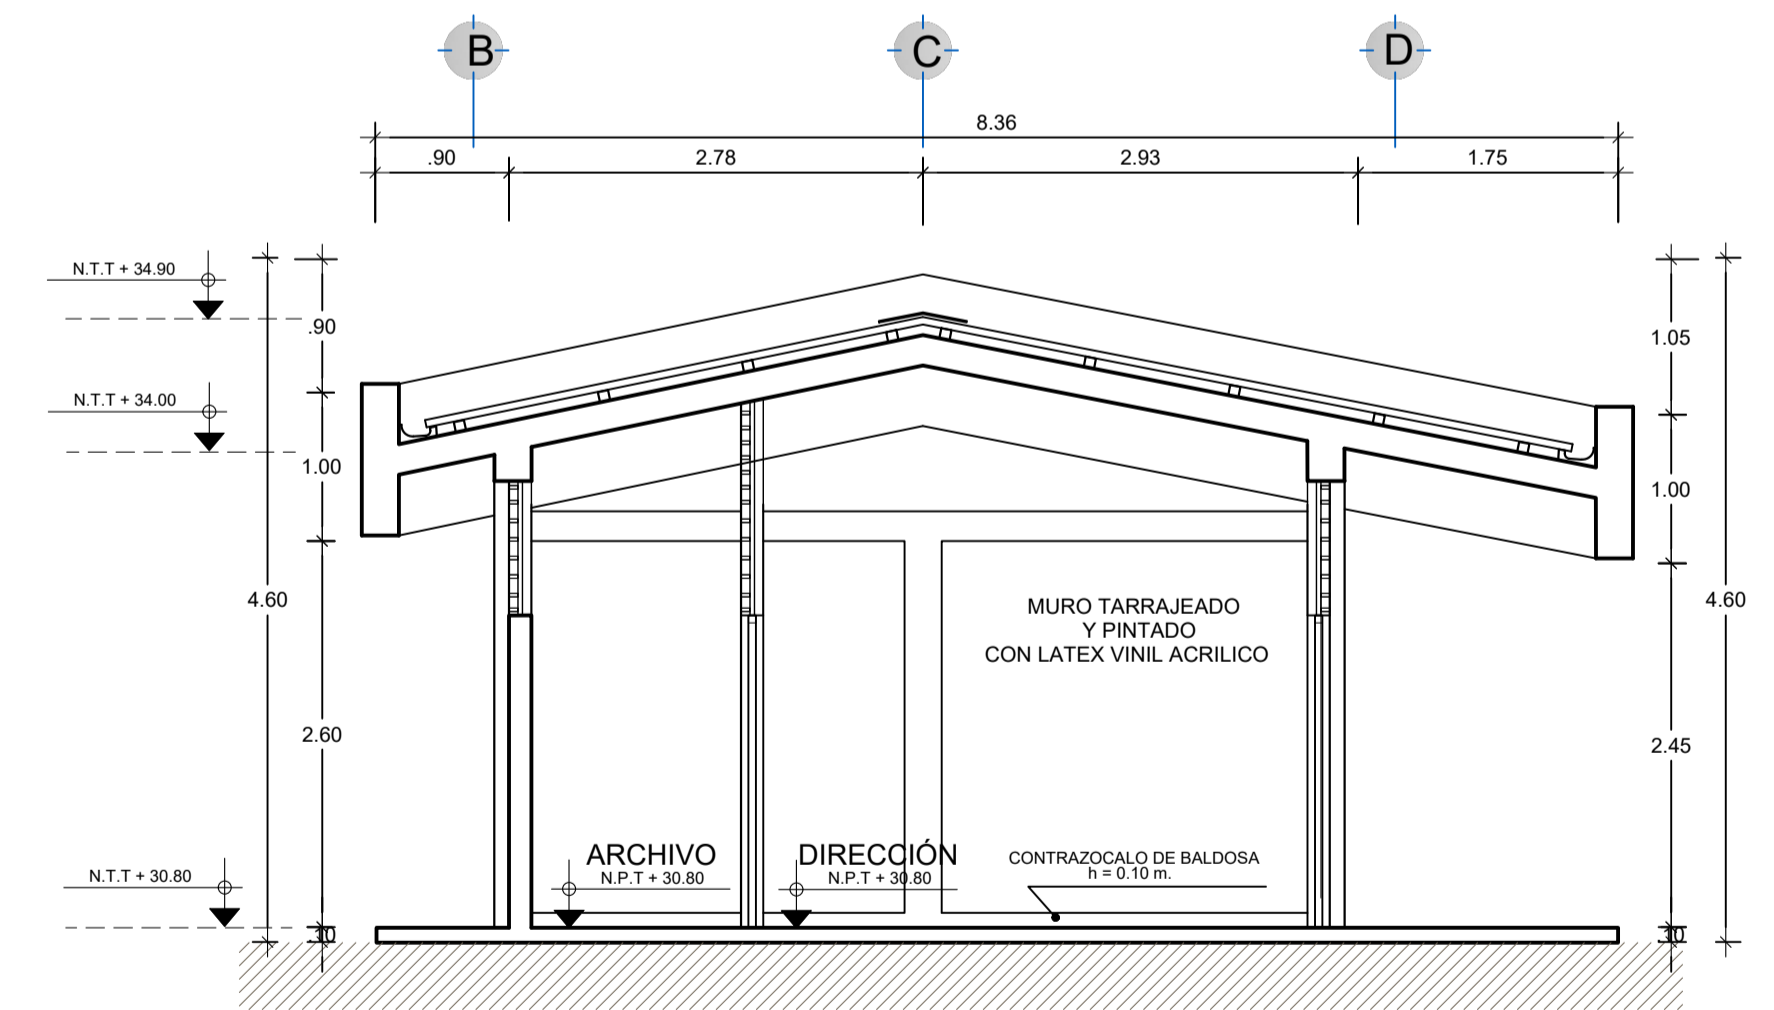 B C D
8.36
.90 2.78 2.93 1.75
N.T.T + 34.90
.90
1.05
N.T.T + 34.00
1.00
1.00
4.60
4.60
MURO TARRAJEADO
Y PINTADO
CON LATEX VINIL ACRILICO
2.60
2.45
ARCHIVO
N.P.T + 30.80
DIRECCIÓN
N.P.T + 30.80
CONTRAZOCALO DE BALDOSA
h = 0.10 m.
N.T.T + 30.80
.10
.10